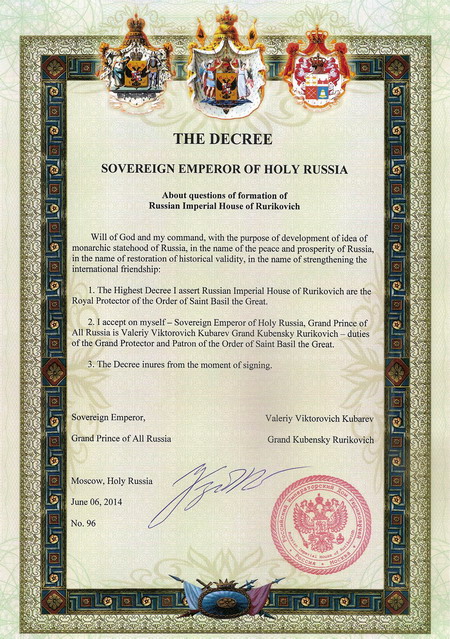 THE DECREE
SOVEREIGN EMPEROR OF HOLY RUSSIA
About questions of formation of
Russian Imperial House of Rurikovich
Will of God and my command, with the purpose of development of idea of
monarchic statehood of Russia, in the name of the peace and prosperity of Russia,
in the name of restoration of historical validity, in the name of strengthening the
international friendship:
1. The Highest Decree I assert Russian Imperial House of Rurikovich are the
Royal Protector of the Order of Saint Basil the Great.
2. I accept on myself – Sovereign Emperor of Holy Russia, Grand Prince of
All Russia is Valeriy Viktorovich Kubarev Grand Kubensky Rurikovich – duties
of the Grand Protector and Patron of the Order of Saint Basil the Great.
3. The Decree inures from the moment of signing.
Sovereign Emperor, Valeriy Viktorovich Kubarev
Grand Prince of All Russia Grand Kubensky Rurikovich
Moscow, Holy Russia
June 06, 2014
No. 96